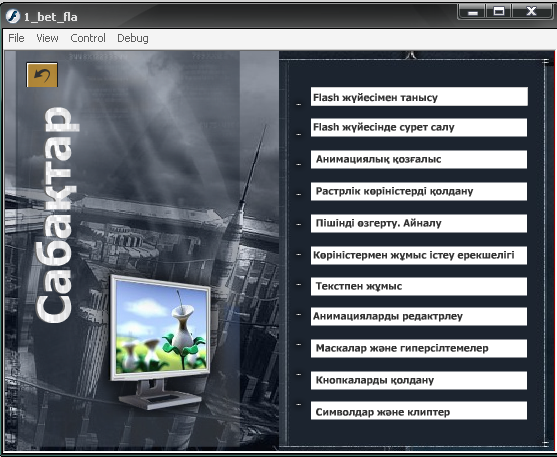 1_bet_fla
File View Control Debug
Сабақтар
Flash жүйесімен танысу
Flash жүйесінде сурет салу
Анимациялық қозғалыс
Растрлік көріністерді қолдану
Пішінді өзгерту. Айналу
Көріністермен жұмыс істеу ерекшелігі
Текстпен жұмыс
Анимацияларды редактрлеу
Маскалар және гиперсілтемелер
Кнопкаларды қолдану
Символдар және клиптер